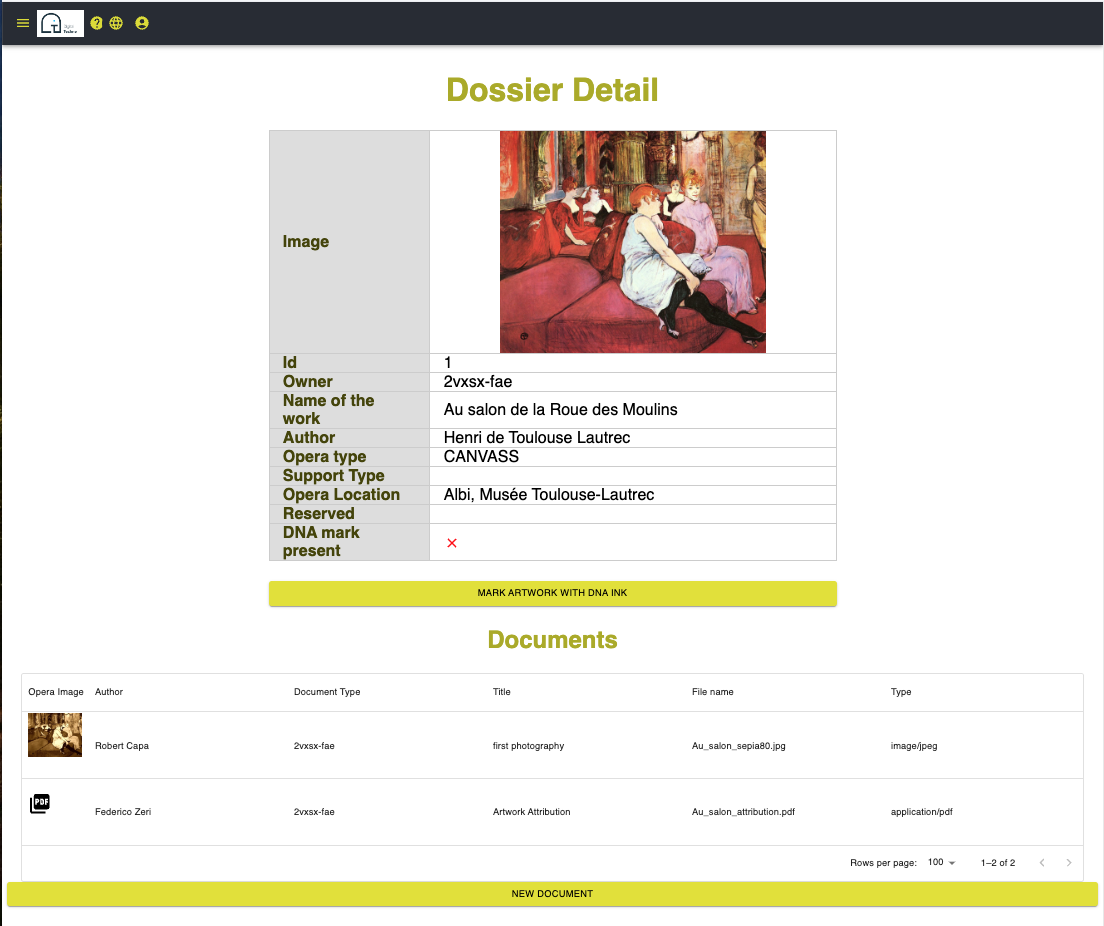 Dossier Detail
Image
Id 1
Owner 2vxsx-fae
Name of the work Au salon de la Roue des Moulins
Author Henri de Toulouse Lautrec
Opera type CANVASS
Support Type
Opera Location Albi, Musée Toulouse-Lautrec
Reserved
DNA mark present
MARK ARTWORK WITH DNA INK
Documents
Opera Image Author Document Type Title File name Type
Robert Capa 2vxsx-fae first photography Au_salon_sepia80.jpg image/jpeg
PDF Federico Zeri 2vxsx-fae Artwork Attribution Au_salon_attribution.pdf application/pdf
Rows per page: 100 1–2 of 2
NEW DOCUMENT